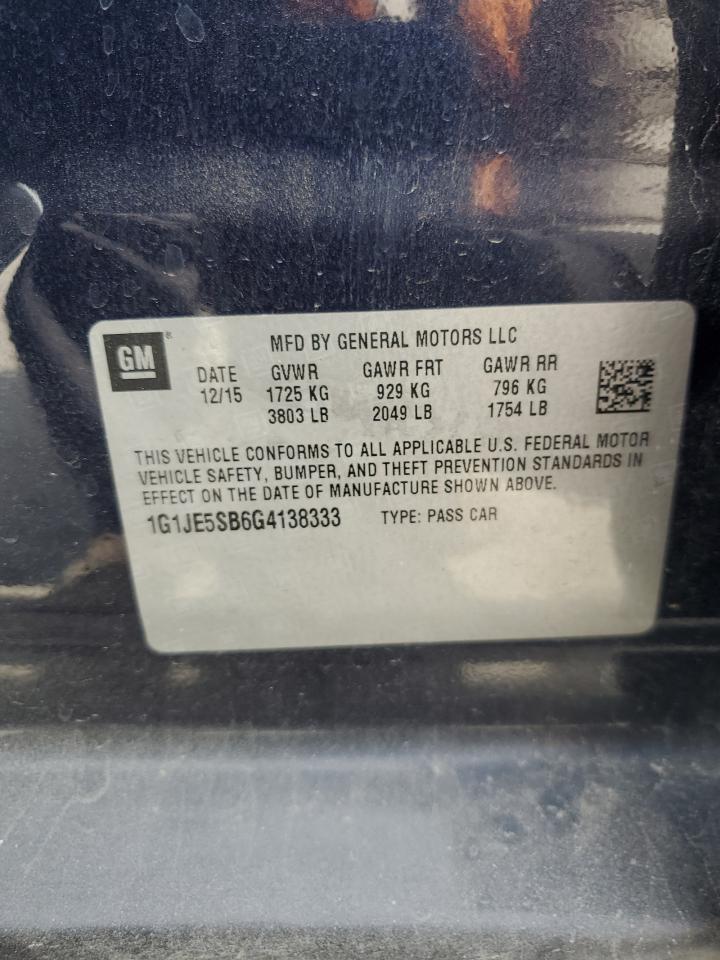 GM®
MFD BY GENERAL MOTORS LLC
DATE GVWR GAWR FRT GAWR RR
12/15 1725 KG 929 KG 796 KG
3803 LB 2049 LB 1754 LB
THIS VEHICLE CONFORMS TO ALL APPLICABLE U.S. FEDERAL MOTOR
VEHICLE SAFETY, BUMPER, AND THEFT PREVENTION STANDARDS IN
EFFECT ON THE DATE OF MANUFACTURE SHOWN ABOVE.
1G1JE5SB6G4138333 TYPE: PASS CAR